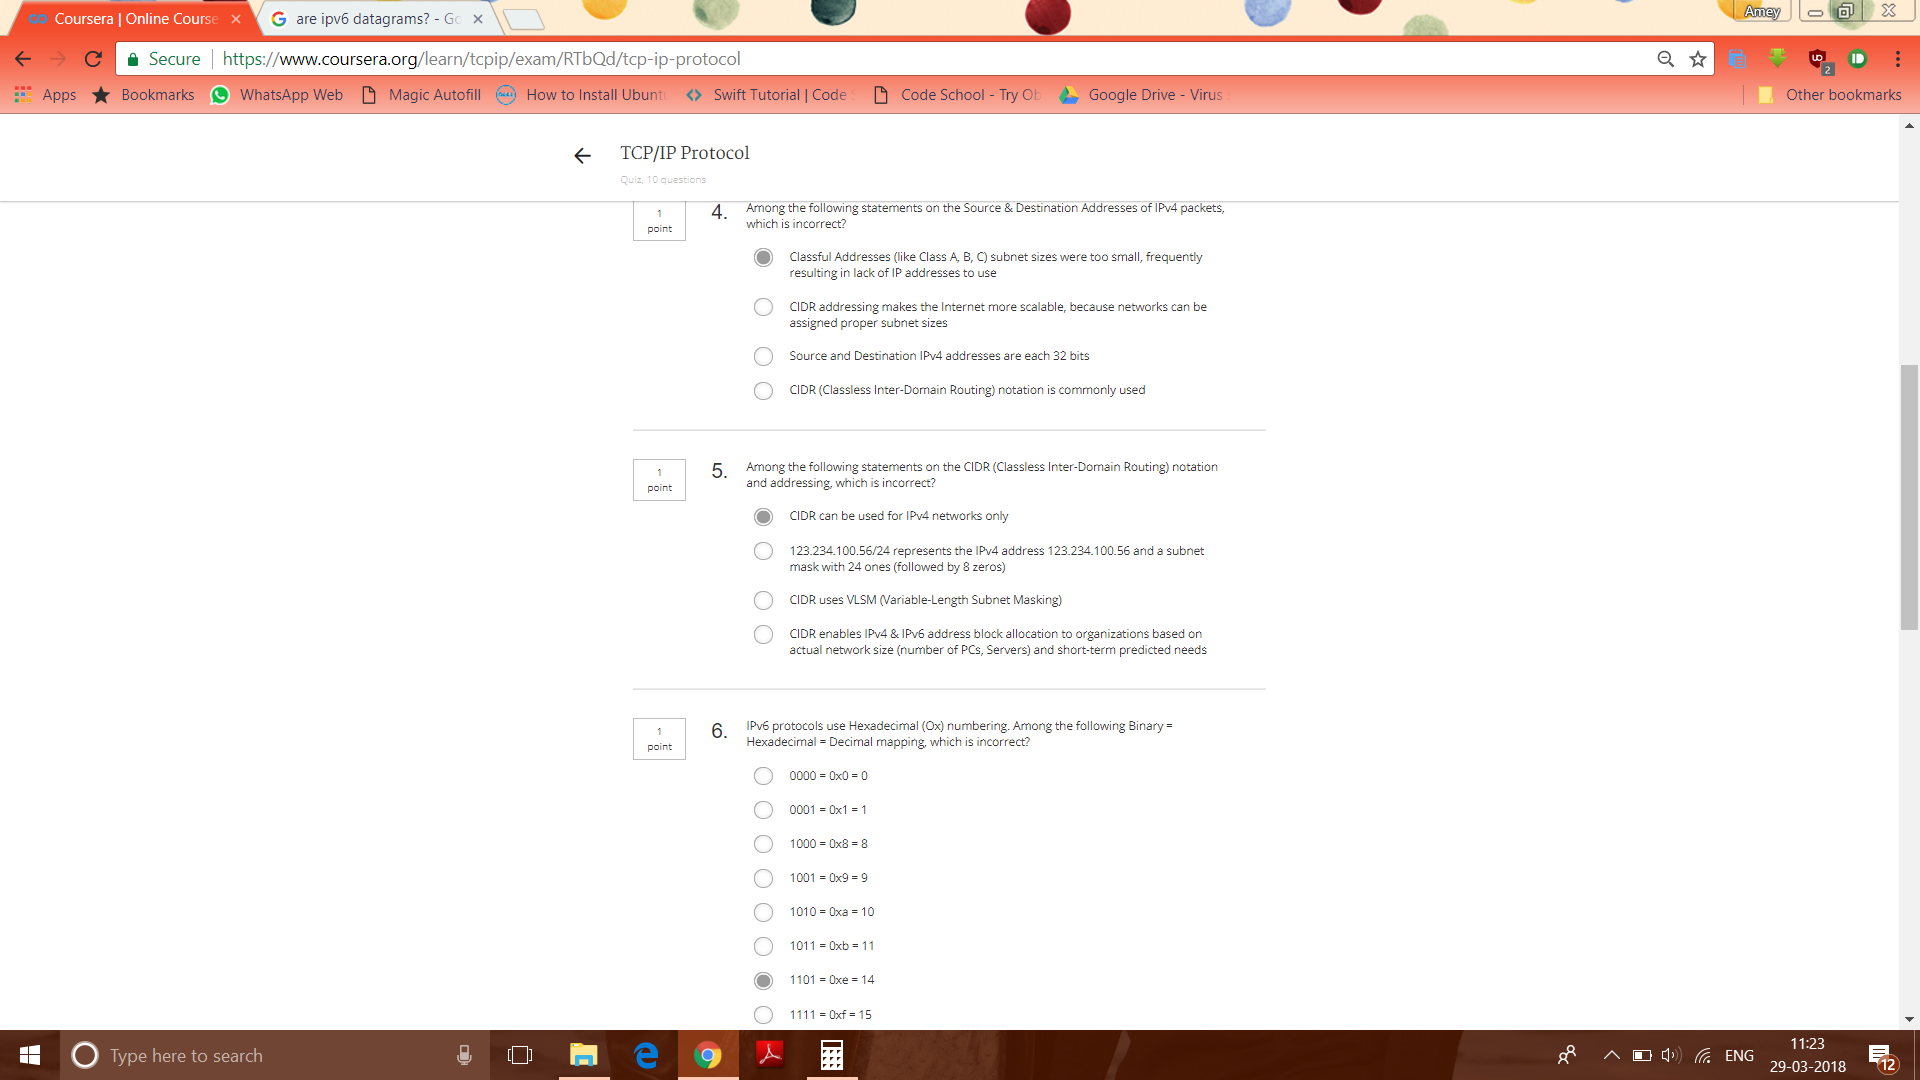 Coursera | Online Course
are ipv6 datagrams? - Go
Amey
Secure
https://www.coursera.org/learn/tcpip/exam/RTbQd/tcp-ip-protocol
2
Apps
Bookmarks
WhatsApp Web
Magic Autofill
How to Install Ubuntu
Swift Tutorial | Code S
Code School - Try Ob
Google Drive - Virus
Other bookmarks
TCP/IP Protocol
Quiz, 10 questions
1
point
4.
Among the following statements on the Source & Destination Addresses of IPv4 packets,
which is incorrect?
Classful Addresses (like Class A, B, C) subnet sizes were too small, frequently
resulting in lack of IP addresses to use
CIDR addressing makes the Internet more scalable, because networks can be
assigned proper subnet sizes
Source and Destination IPv4 addresses are each 32 bits
CIDR (Classless Inter-Domain Routing) notation is commonly used
1
point
5.
Among the following statements on the CIDR (Classless Inter-Domain Routing) notation
and addressing, which is incorrect?
CIDR can be used for IPv4 networks only
123.234.100.56/24 represents the IPv4 address 123.234.100.56 and a subnet
mask with 24 ones (followed by 8 zeros)
CIDR uses VLSM (Variable-Length Subnet Masking)
CIDR enables IPv4 & IPv6 address block allocation to organizations based on
actual network size (number of PCs, Servers) and short-term predicted needs
1
point
6.
IPv6 protocols use Hexadecimal (Ox) numbering. Among the following Binary =
Hexadecimal = Decimal mapping, which is incorrect?
0000 = 0x0 = 0
0001 = 0x1 = 1
1000 = 0x8 = 8
1001 = 0x9 = 9
1010 = 0xa = 10
1011 = 0xb = 11
1101 = 0xe = 14
1111 = 0xf = 15
Type here to search
ENG
11:23
29-03-2018
12